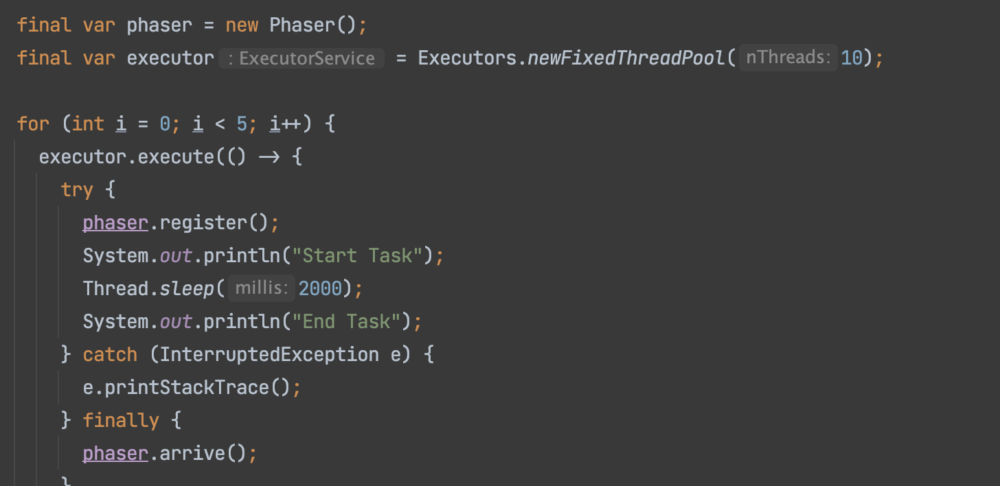 final var phaser = new Phaser();
final var executor : ExecutorService = Executors.newFixedThreadPool( nThreads: 10);
for (int i = 0; i < 5; i++) {
executor.execute(() -> {
try {
phaser.register();
System.out.println("Start Task");
Thread.sleep( millis: 2000);
System.out.println("End Task");
} catch (InterruptedException e) {
e.printStackTrace();
} finally {
phaser.arrive();
}